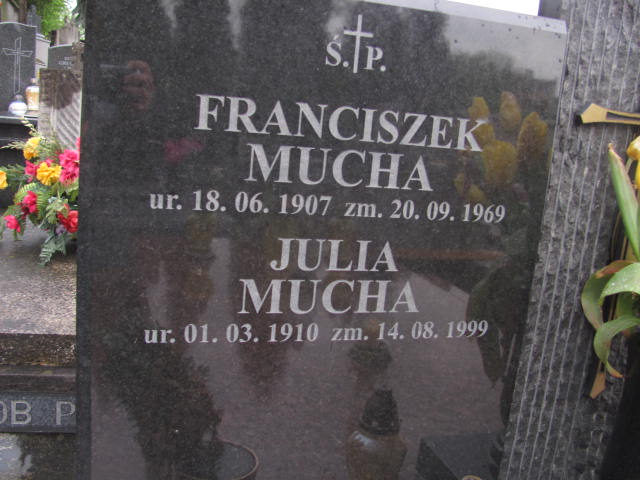 Ś. P.
FRANCISZEK
MUCHA
ur. 18. 06. 1907 zm. 20. 09. 1969
JULIA
MUCHA
ur. 01. 03. 1910 zm. 14. 08. 1999
OB P